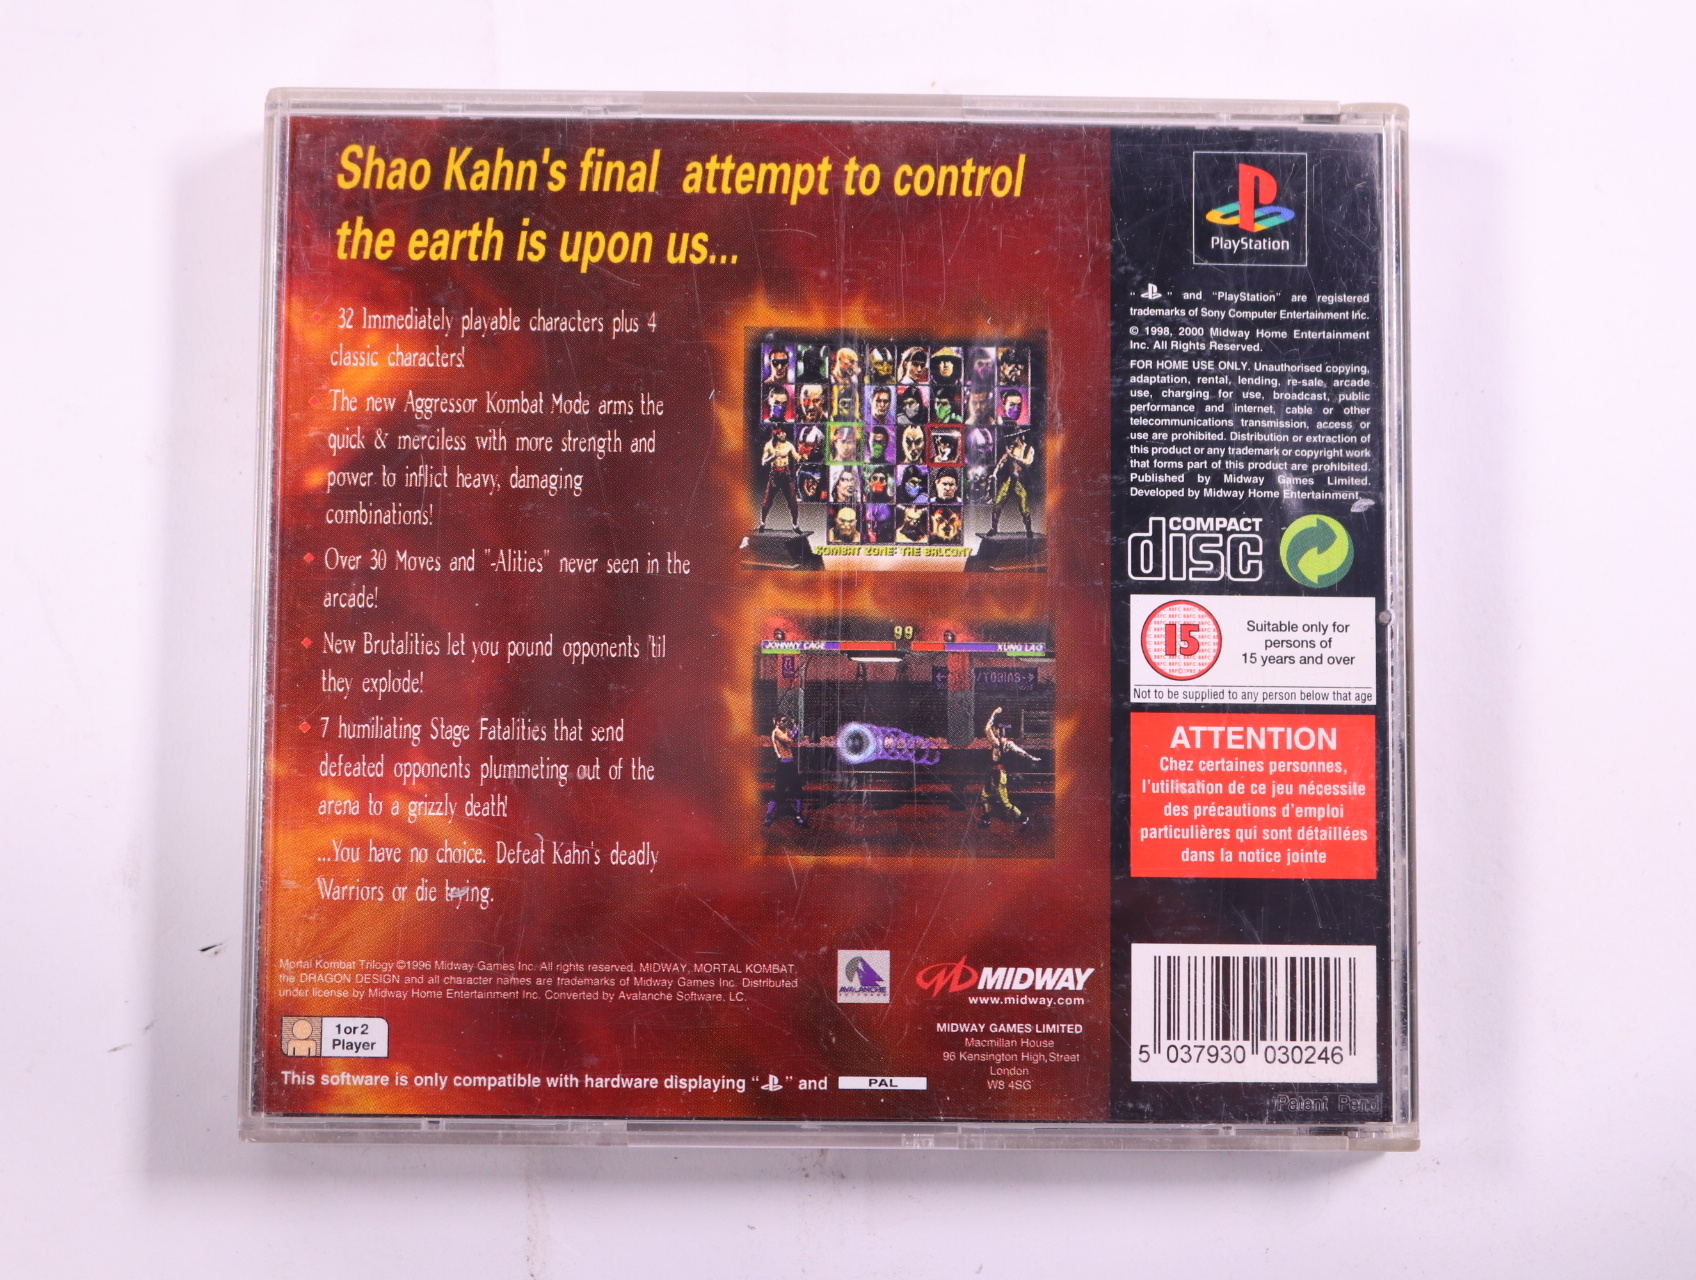 Shao Kahn's final attempt to control
the earth is upon us...
32 Immediately playable characters plus 4
classic characters!
The new Aggressor Kombat Mode arms the
quick & merciless with more strength and
power to inflict heavy, damaging
combinations!
Over 30 Moves and "-Alities" never seen in the
arcade!
New Brutalities let you pound opponents 'til
they explode!
7 humiliating Stage Fatalities that send
defeated opponents plummeting out of the
arena to a grizzly death!
...You have no choice. Defeat Kahn's deadly
Warriors or die trying.
KOMBAT ZONE: THE BALCONY
99
JOHNNY CAGE
KUNG LAO
Mortal Kombat Trilogy ©1996 Midway Games Inc. All rights reserved. MIDWAY, MORTAL KOMBAT,
the DRAGON DESIGN and all character names are trademarks of Midway Games Inc. Distributed
under license by Midway Home Entertainment Inc. Converted by Avalanche Software, LC.
AVALANCHE
SOFTWARE
MIDWAY
www.midway.com
MIDWAY GAMES LIMITED
Macmillan House
96 Kensington High Street
London
W8 4SG
1 or 2
Player
This software is only compatible with hardware displaying " " and PAL
PlayStation
" " and "PlayStation" are registered
trademarks of Sony Computer Entertainment Inc.
© 1998, 2000 Midway Home Entertainment
Inc. All Rights Reserved.
FOR HOME USE ONLY. Unauthorised copying,
adaptation, rental, lending, re-sale, arcade
use, charging for use, broadcast, public
performance and internet, cable or other
telecommunications transmission, access or
use are prohibited. Distribution or extraction of
this product or any trademark or copyright work
that forms part of this product are prohibited.
Published by Midway Games Limited.
Developed by Midway Home Entertainment.
COMPACT
disc
15
Suitable only for
persons of
15 years and over
Not to be supplied to any person below that age
ATTENTION
Chez certaines personnes,
l'utilisation de ce jeu nécessite
des précautions d'emploi
particulières qui sont détaillées
dans la notice jointe
5 037930 030246
Patent Pend